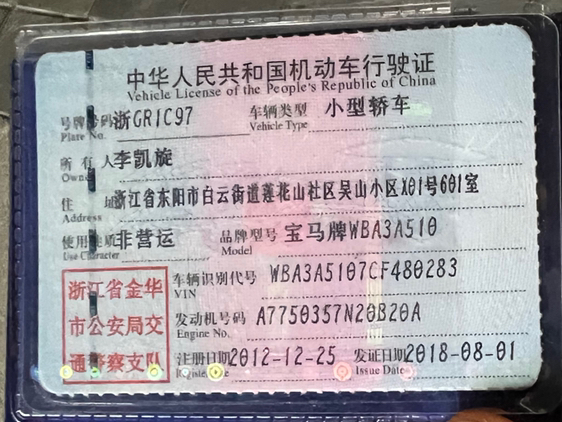 中华人民共和国机动车行驶证
Vehicle License of the People's Republic of China
号牌号码 浙GR1C97 车辆类型 小型轿车
Plate No. Vehicle Type
所有人 李凯旋
Owner
住址 浙江省东阳市白云街道莲花山社区吴山小区X01号601室
Address
使用性质 非营运 品牌型号 宝马牌WBA3A510
Use Character Model
浙江省金华
市公安局交
通警察支队
车辆识别代号 WBA3A5107CF480283
VIN
发动机号码 A7750357N20B20A
Engine No.
注册日期 2012-12-25 发证日期 2018-08-01
Register Date Issue Date